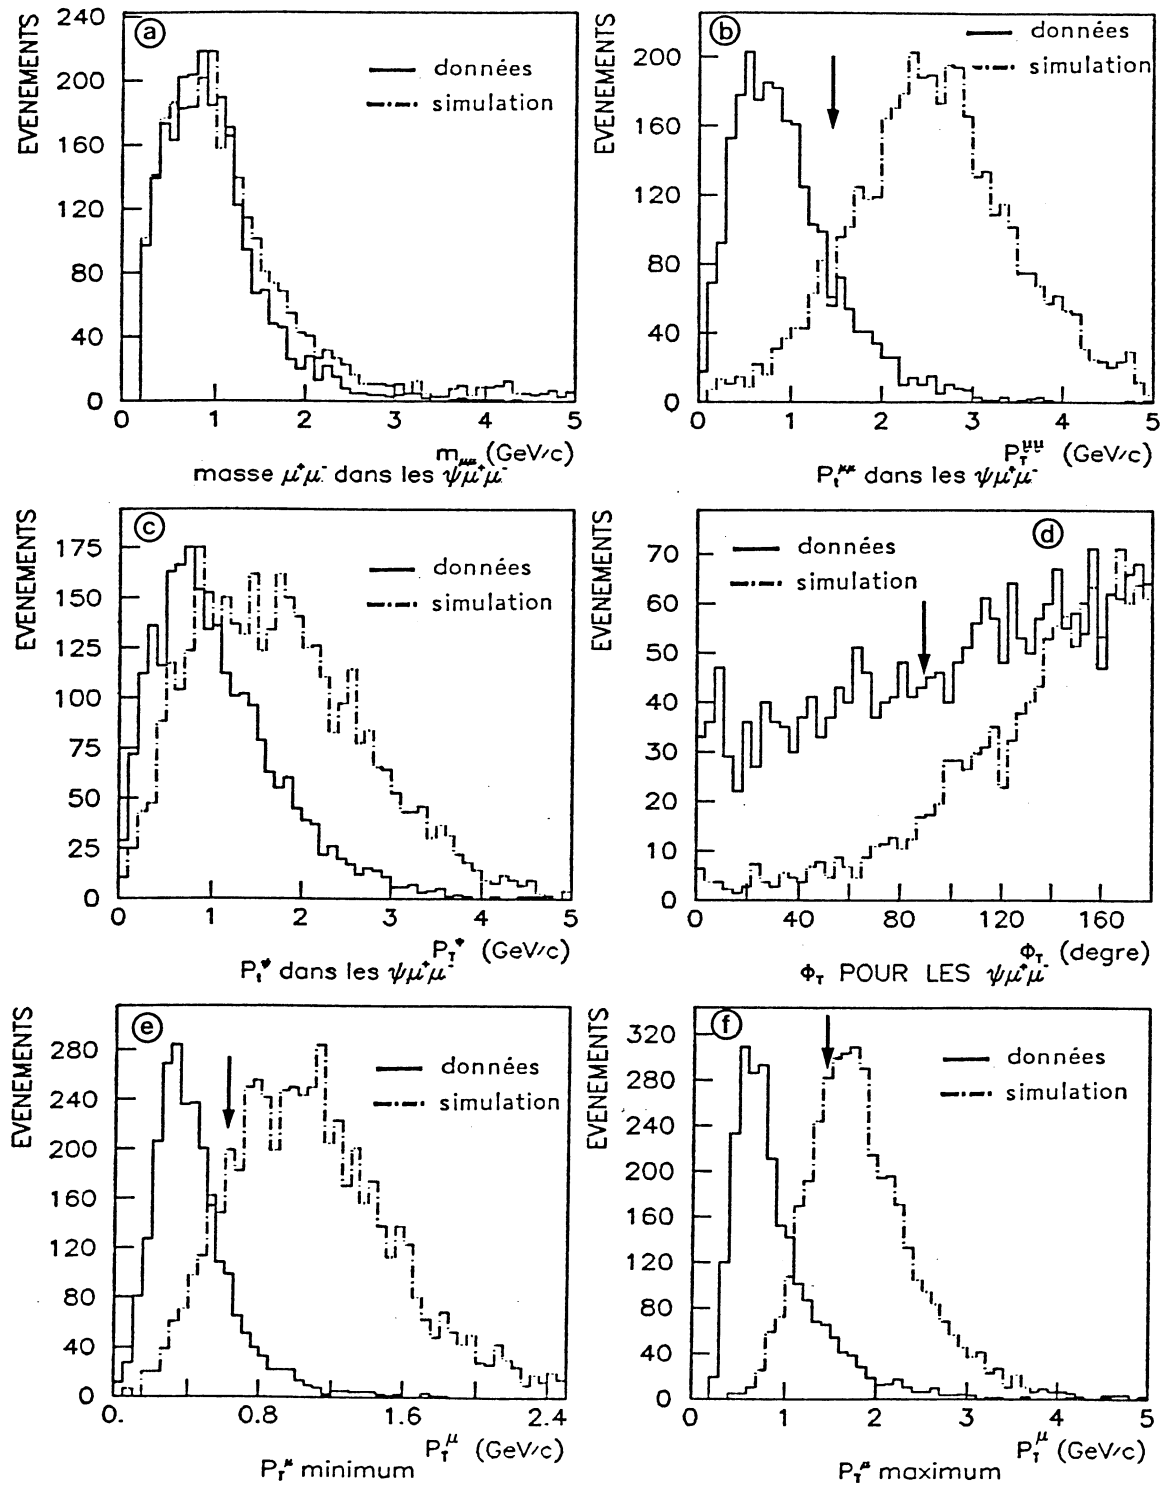 a
EVENEMENTS
240
200
160
120
80
40
0
données
simulation
0 1 2 3 4 5
m_μμ (GeV/c)
masse μ⁺μ⁻ dans les ψμ⁺μ⁻
b
EVENEMENTS
200
160
120
80
40
0
données
simulation
0 1 2 3 4 5
P_T^μμ (GeV/c)
P_t^μμ dans les ψμ⁺μ⁻
c
EVENEMENTS
175
150
125
100
75
50
25
0
données
simulation
0 1 2 3 4 5
P_T^ψ (GeV/c)
P_t^ψ dans les ψμ⁺μ⁻
d
EVENEMENTS
70
60
50
40
30
20
10
0
données
simulation
0 40 80 120 160
Φ_T (degre)
Φ_T POUR LES ψμ⁺μ⁻
e
EVENEMENTS
280
240
200
160
120
80
40
0
données
simulation
0. 0.8 1.6 2.4
P_T^μ (GeV/c)
P_T^μ minimum
f
EVENEMENTS
320
280
240
200
160
120
80
40
0
données
simulation
0 1 2 3 4 5
P_T^μ (GeV/c)
P_T^μ maximum